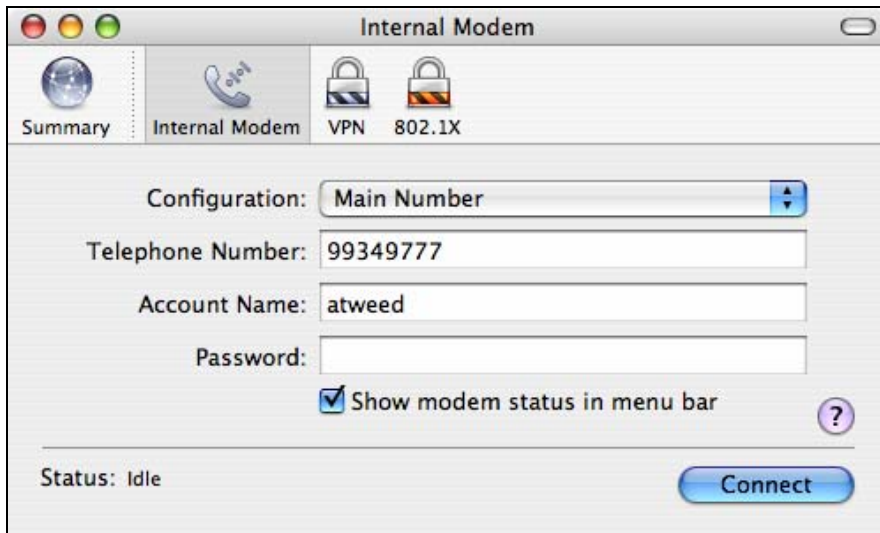 Internal Modem
Summary
Internal Modem
VPN
802.1X
Configuration: Main Number
Telephone Number: 99349777
Account Name: atweed
Password:
Show modem status in menu bar
?
Status: Idle
Connect